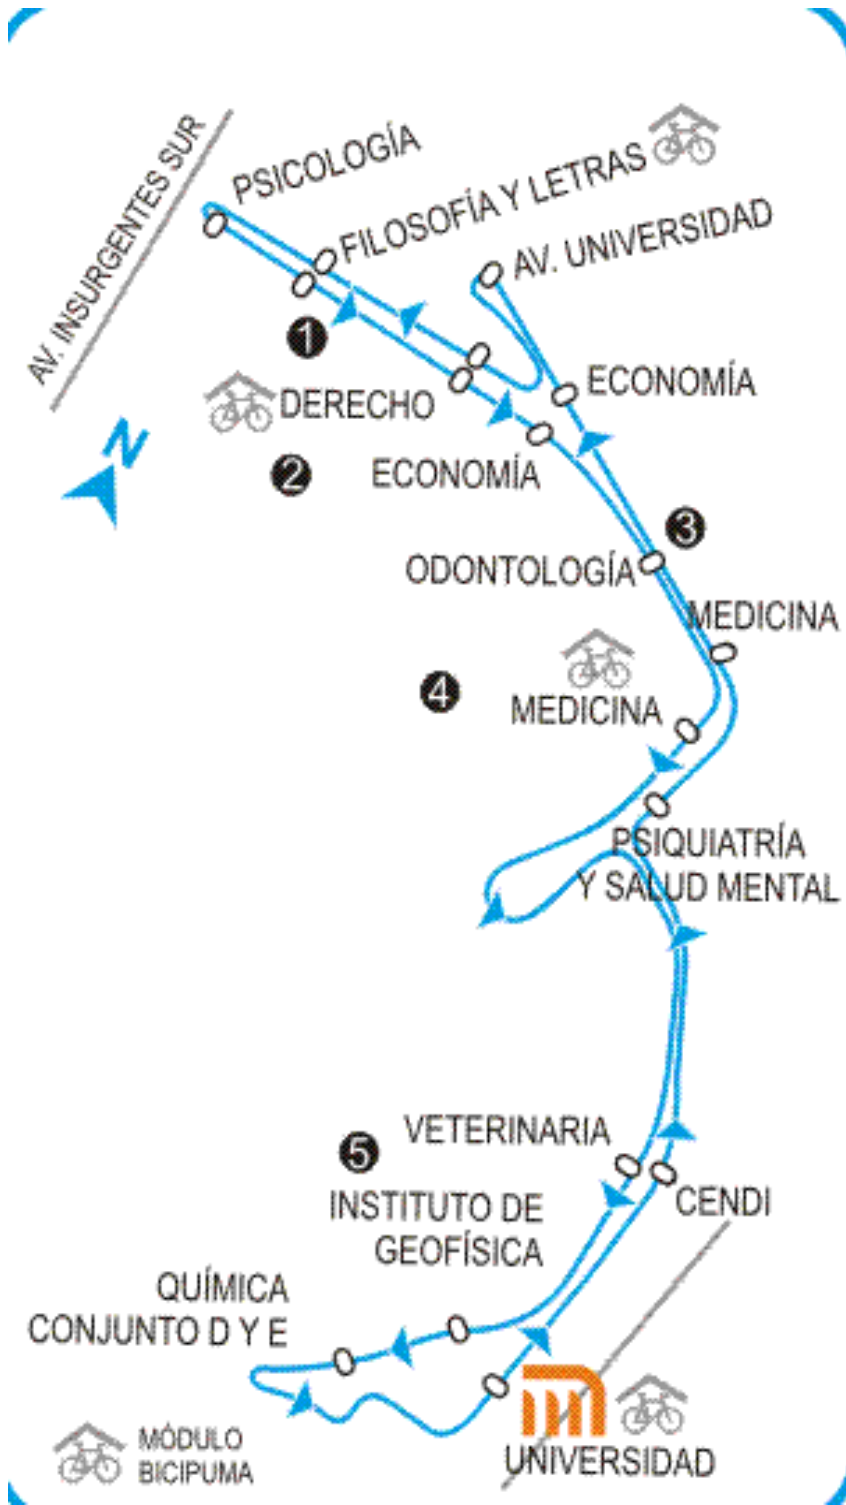 AV. INSURGENTES SUR
PSICOLOGÍA
FILOSOFÍA Y LETRAS
AV. UNIVERSIDAD
1
DERECHO
ECONOMÍA
N
2
ECONOMÍA
3
ODONTOLOGÍA
MEDICINA
4
MEDICINA
PSIQUIATRÍA
Y SALUD MENTAL
5
VETERINARIA
CENDI
INSTITUTO DE
GEOFÍSICA
QUÍMICA
CONJUNTO D Y E
UNIVERSIDAD
MÓDULO
BICIPUMA